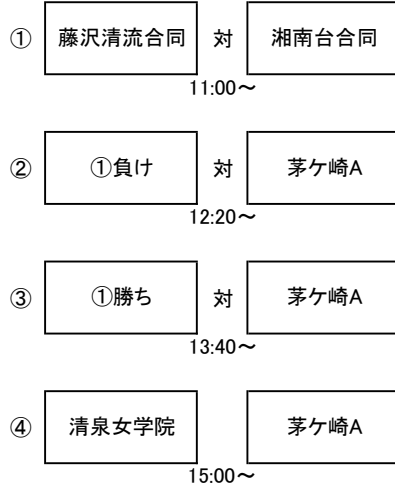 ① 藤沢清流合同 対 湘南台合同
11:00～
② ①負け 対 茅ケ崎A
12:20～
③ ①勝ち 対 茅ケ崎A
13:40～
④ 清泉女学院 茅ケ崎A
15:00～